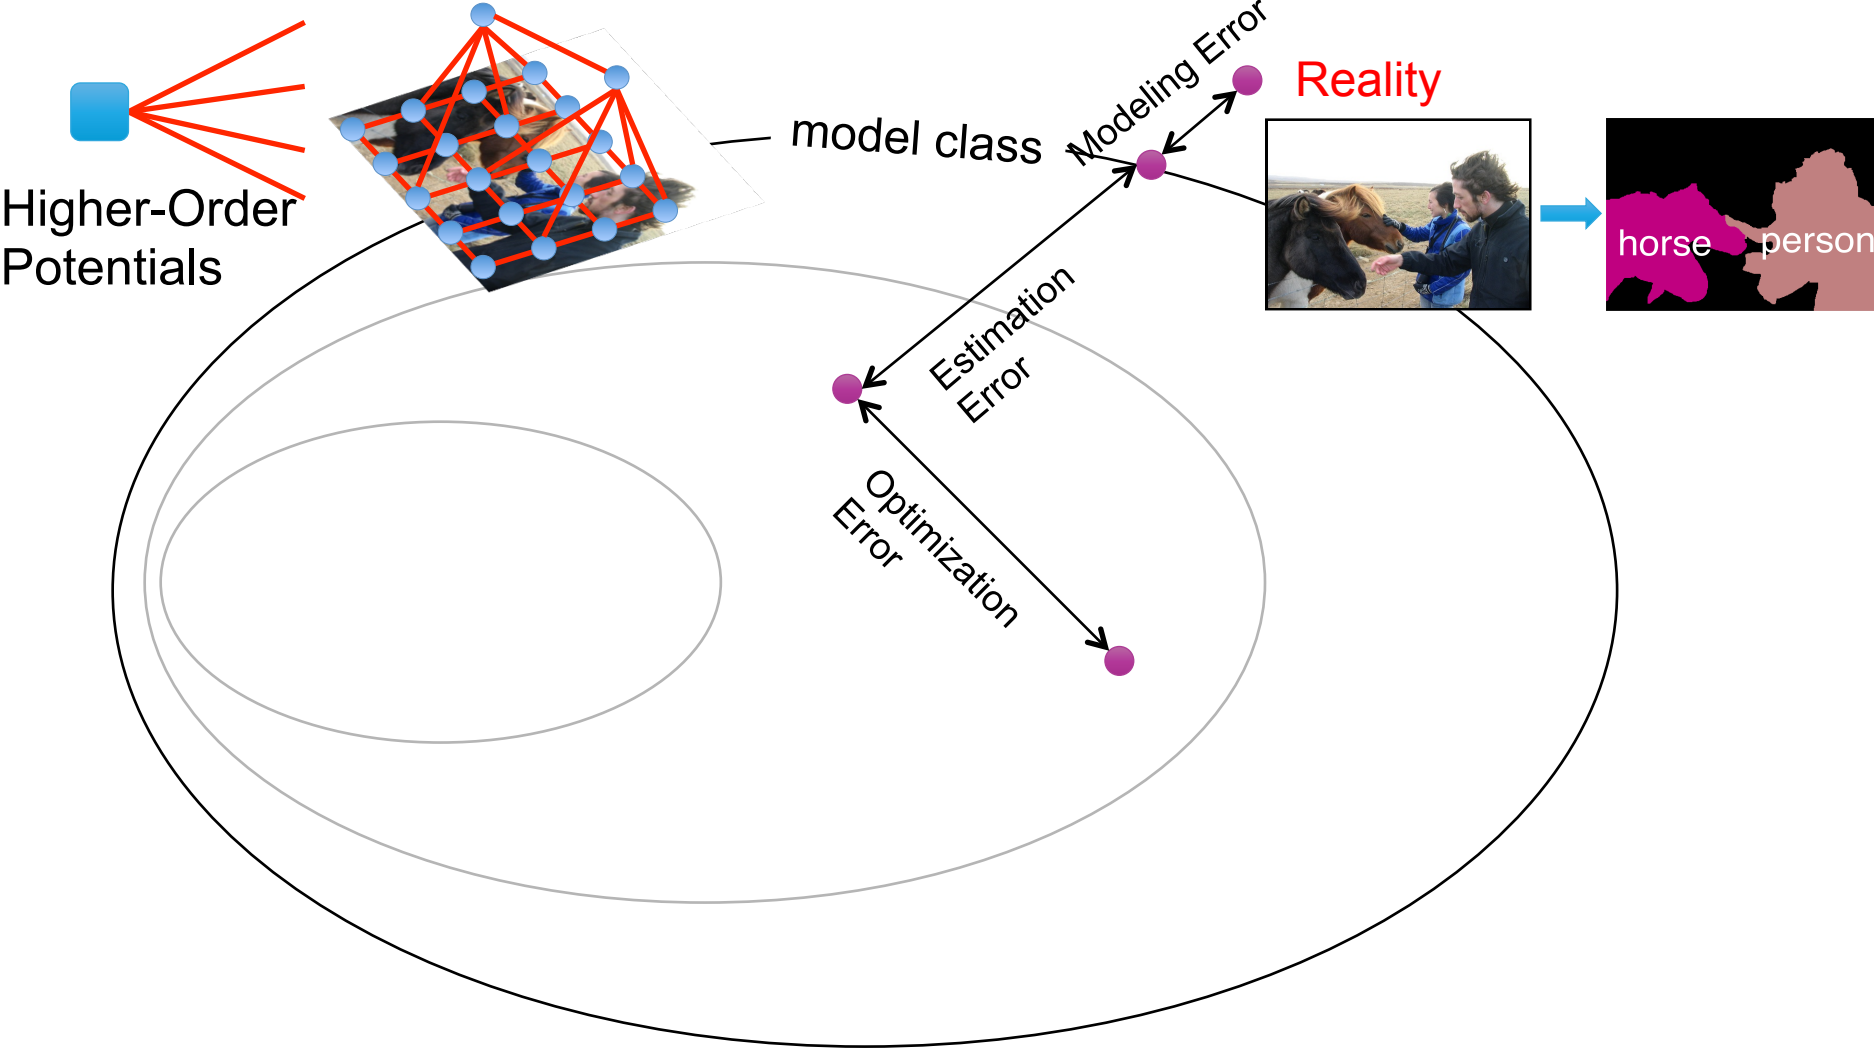 Higher-Order
Potentials
model class
Modeling Error
Reality
horse
person
Estimation
Error
Optimization
Error